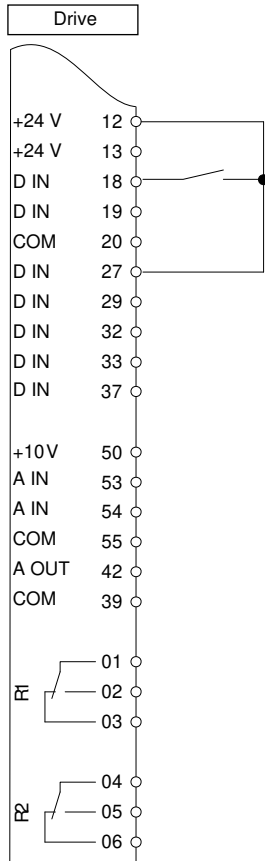 Drive
+24 V 12
+24 V 13
D IN 18
D IN 19
COM 20
D IN 27
D IN 29
D IN 32
D IN 33
D IN 37
+10V 50
A IN 53
A IN 54
COM 55
A OUT 42
COM 39
R1
01
02
03
R2
04
05
06